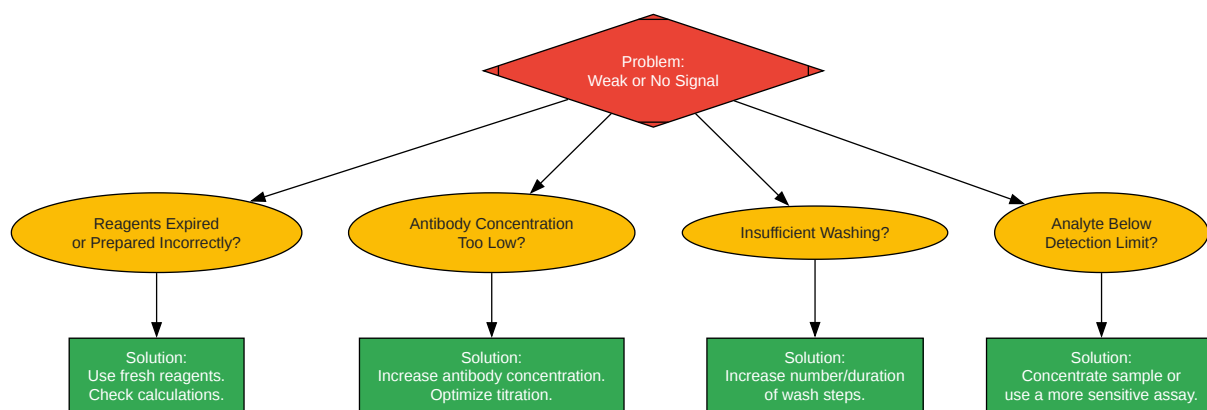 Problem:
Weak or No Signal
Reagents Expired
or Prepared Incorrectly?
Antibody Concentration
Too Low?
Insufficient Washing?
Analyte Below
Detection Limit?
Solution:
Use fresh reagents.
Check calculations.
Solution:
Increase antibody concentration.
Optimize titration.
Solution:
Increase number/duration
of wash steps.
Solution:
Concentrate sample or
use a more sensitive assay.